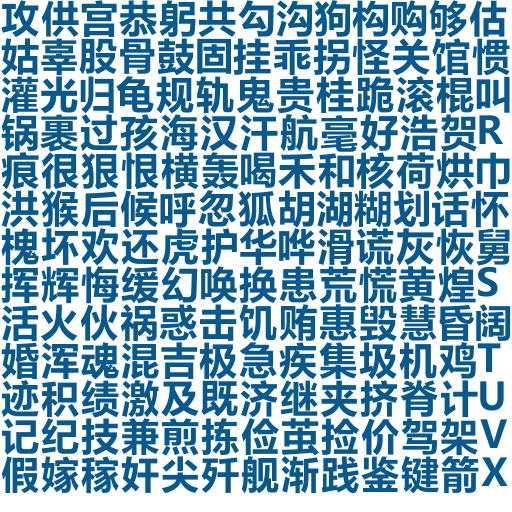 攻供宫恭躬共勾沟狗构购够估
姑辜股骨鼓固挂乖拐怪关馆惯
灌光归龟规轨鬼贵桂跪滚棍叫
锅裹过孩海汉汗航毫好浩贺R
痕很狠恨横轰喝禾和核荷烘巾
洪猴后候呼忽狐胡湖糊划话怀
槐坏欢还虎护华哗滑谎灰恢舅
挥辉悔缓幻唤换患荒慌黄煌S
活火伙祸惑击饥贿惠毁慧昏阔
婚浑魂混吉极急疾集圾机鸡T
迹积绩激及既济继夹挤脊计U
记纪技兼煎拣俭茧捡价驾架V
假嫁稼奸尖歼舰渐践鉴键箭X